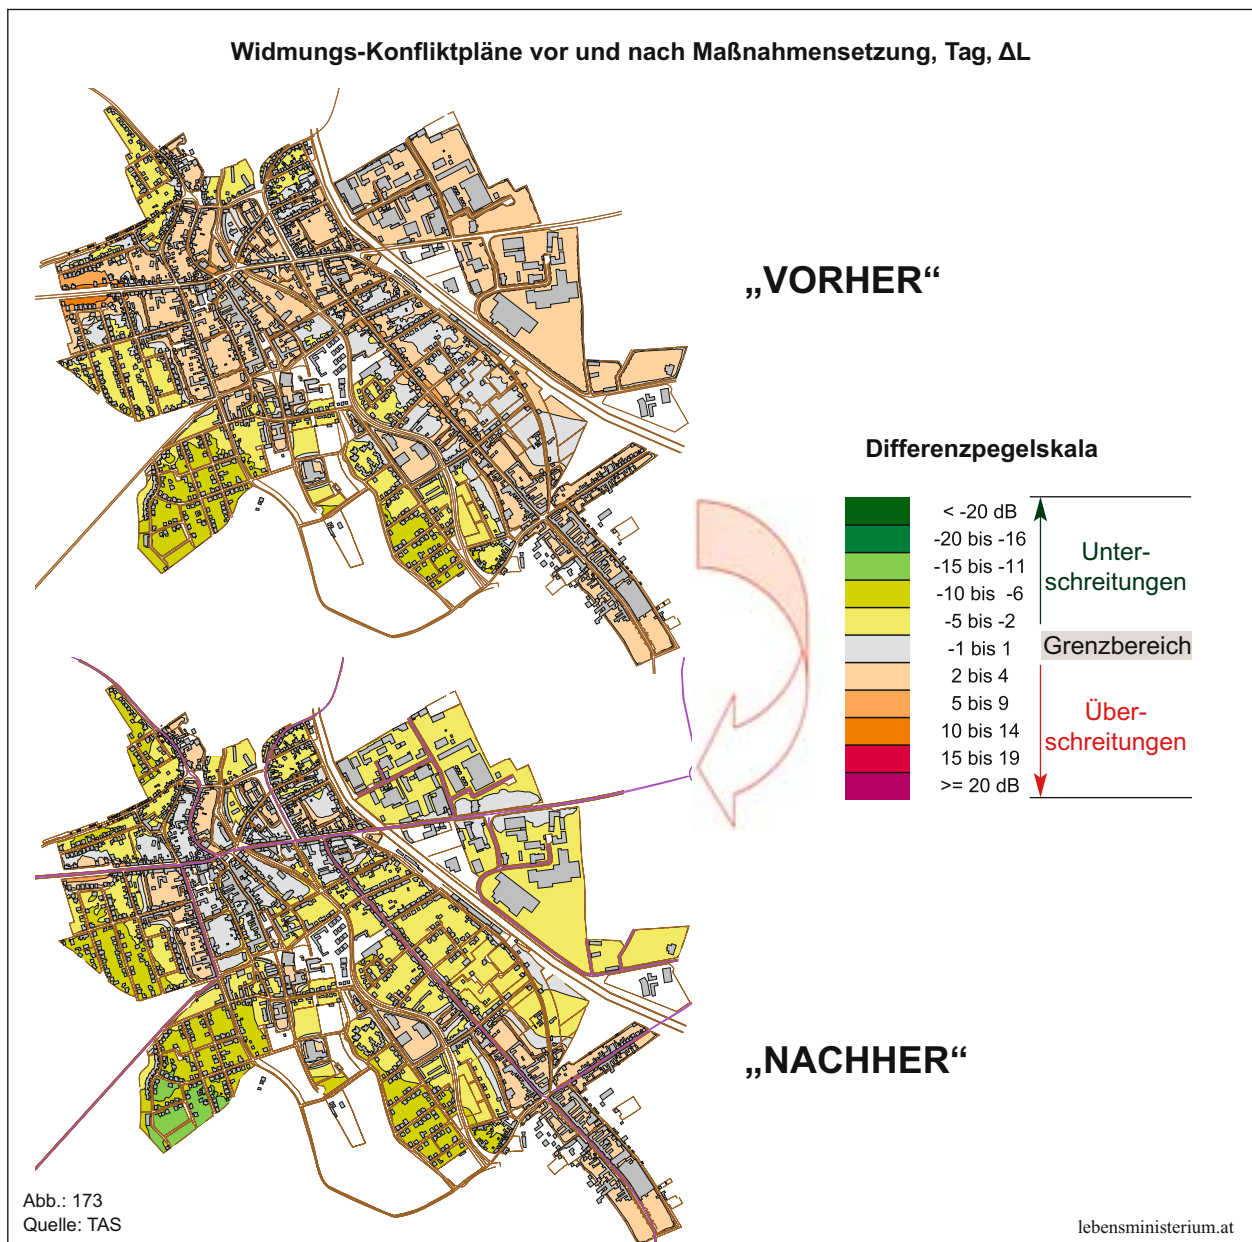 Widmungs-Konfliktpläne vor und nach Maßnahmensetzung, Tag, ΔL
„VORHER“
Differenzpegelskala
< -20 dB
-20 bis -16
-15 bis -11
-10 bis -6
-5 bis -2
-1 bis 1
2 bis 4
5 bis 9
10 bis 14
15 bis 19
>= 20 dB
Unter-
schreitungen
Grenzbereich
Über-
schreitungen
„NACHHER“
Abb.: 173
Quelle: TAS
lebensministerium.at